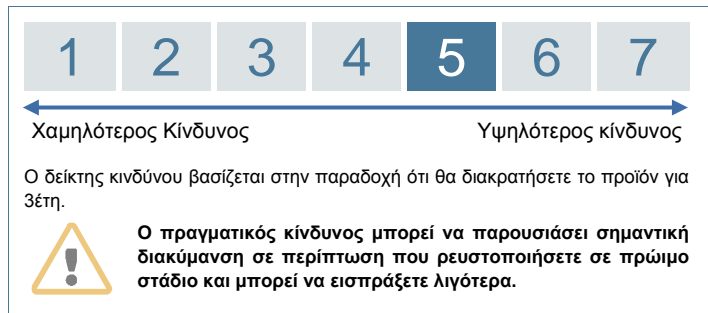 1 2 3 4 5 6 7
Χαμηλότερος Κίνδυνος Υψηλότερος κίνδυνος
Ο δείκτης κινδύνου βασίζεται στην παραδοχή ότι θα διακρατήσετε το προϊόν για
3έτη.
Ο πραγματικός κίνδυνος μπορεί να παρουσιάσει σημαντική
διακύμανση σε περίπτωση που ρευστοποιήσετε σε πρώιμο
στάδιο και μπορεί να εισπράξετε λιγότερα.